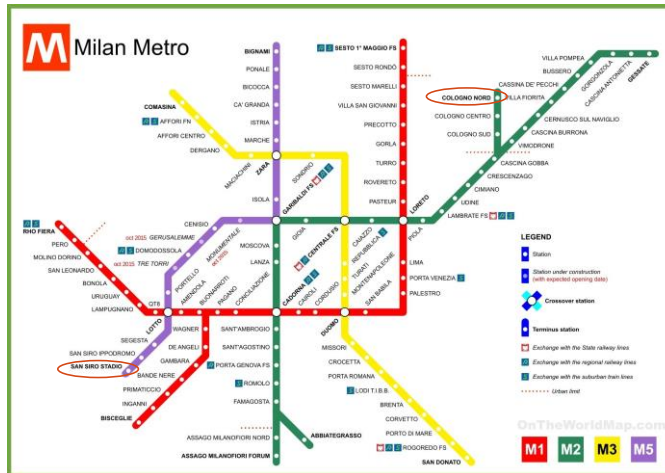 M Milan Metro
BIGNAMI
PONALE
BICOCCA
CA' GRANDA
ISTRIA
MARCHE
ZARA
ISOLA
GARIBALDI FS
COMASINA
AFFORI FN
AFFORI CENTRO
DERGANO
MACIACHINI
SONDRIO
SESTO 1° MAGGIO FS
SESTO RONDÒ
SESTO MARELLI
VILLA SAN GIOVANNI
PRECOTTO
GORLA
TURRO
ROVERETO
PASTEUR
LORETO
COLOGNO NORD
COLOGNO CENTRO
COLOGNO SUD
VILLA POMPEA
BUSSERO
CASSINA DE' PECCHI
VILLA FIORITA
GORGONZOLA
CASCINA ANTONIETTA
GESSATE
CERNUSCO SUL NAVIGLIO
CASCINA BURRONA
VIMODRONE
CASCINA GOBBA
CRESCENZAGO
CIMIANO
UDINE
LAMBRATE FS
PIOLA
RHO FIERA
PERO
MOLINO DORINO
SAN LEONARDO
BONOLA
URUGUAY
LAMPUGNANO
QT8
LOTTO
CENISIO
oct 2015 GERUSALEMME
DOMODOSSOLA
oct 2015 TRE TORRI
MONUMENTALE
oct 2015
PORTELLO
AMENDOLA
BUONARROTI
PAGANO
CONCILIAZIONE
MOSCOVA
LANZA
CADORNA
CAIROLI
CORDUSIO
DUOMO
GIOIA
CENTRALE FS
CAIAZZO
REPUBBLICA
TURATI
MONTENAPOLEONE
SAN BABILA
LIMA
PORTA VENEZIA
PALESTRO
SEGESTA
SAN SIRO IPPODROMO
SAN SIRO STADIO
WAGNER
DE ANGELI
GAMBARA
BANDE NERE
PRIMATICCIO
INGANNI
BISCEGLIE
SANT'AMBROGIO
SANT'AGOSTINO
PORTA GENOVA FS
ROMOLO
FAMAGOSTA
ASSAGO MILANOFIORI NORD
ASSAGO MILANOFIORI FORUM
ABBIATEGRASSO
MISSORI
CROCETTA
PORTA ROMANA
LODI T.I.B.B.
BRENTA
CORVETTO
PORTO DI MARE
ROGOREDO FS
SAN DONATO
LEGEND
Station
Station under construction
(with expected opening date)
Crossover station
Terminus station
Exchange with the State railway lines
Exchange with the regional railway lines
Exchange with the suburban train lines
Urban limit
OnTheWorldMap.com
M1 M2 M3 M5